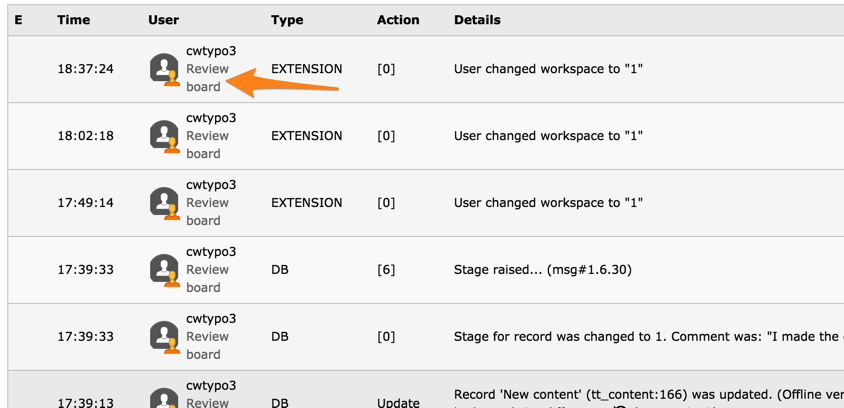 E Time User Type Action Details
cwtypo3
18:37:24 Review EXTENSION [0] User changed workspace to "1"
board
cwtypo3
18:02:18 Review EXTENSION [0] User changed workspace to "1"
board
cwtypo3
17:49:14 Review EXTENSION [0] User changed workspace to "1"
board
cwtypo3
17:39:33 Review DB [6] Stage raised... (msg#1.6.30)
board
cwtypo3
17:39:33 Review DB [0] Stage for record was changed to 1. Comment was: "I made the
board
cwtypo3
Record 'New content' (tt_content:166) was updated. (Offline ver
17:39:13 Review DB Update